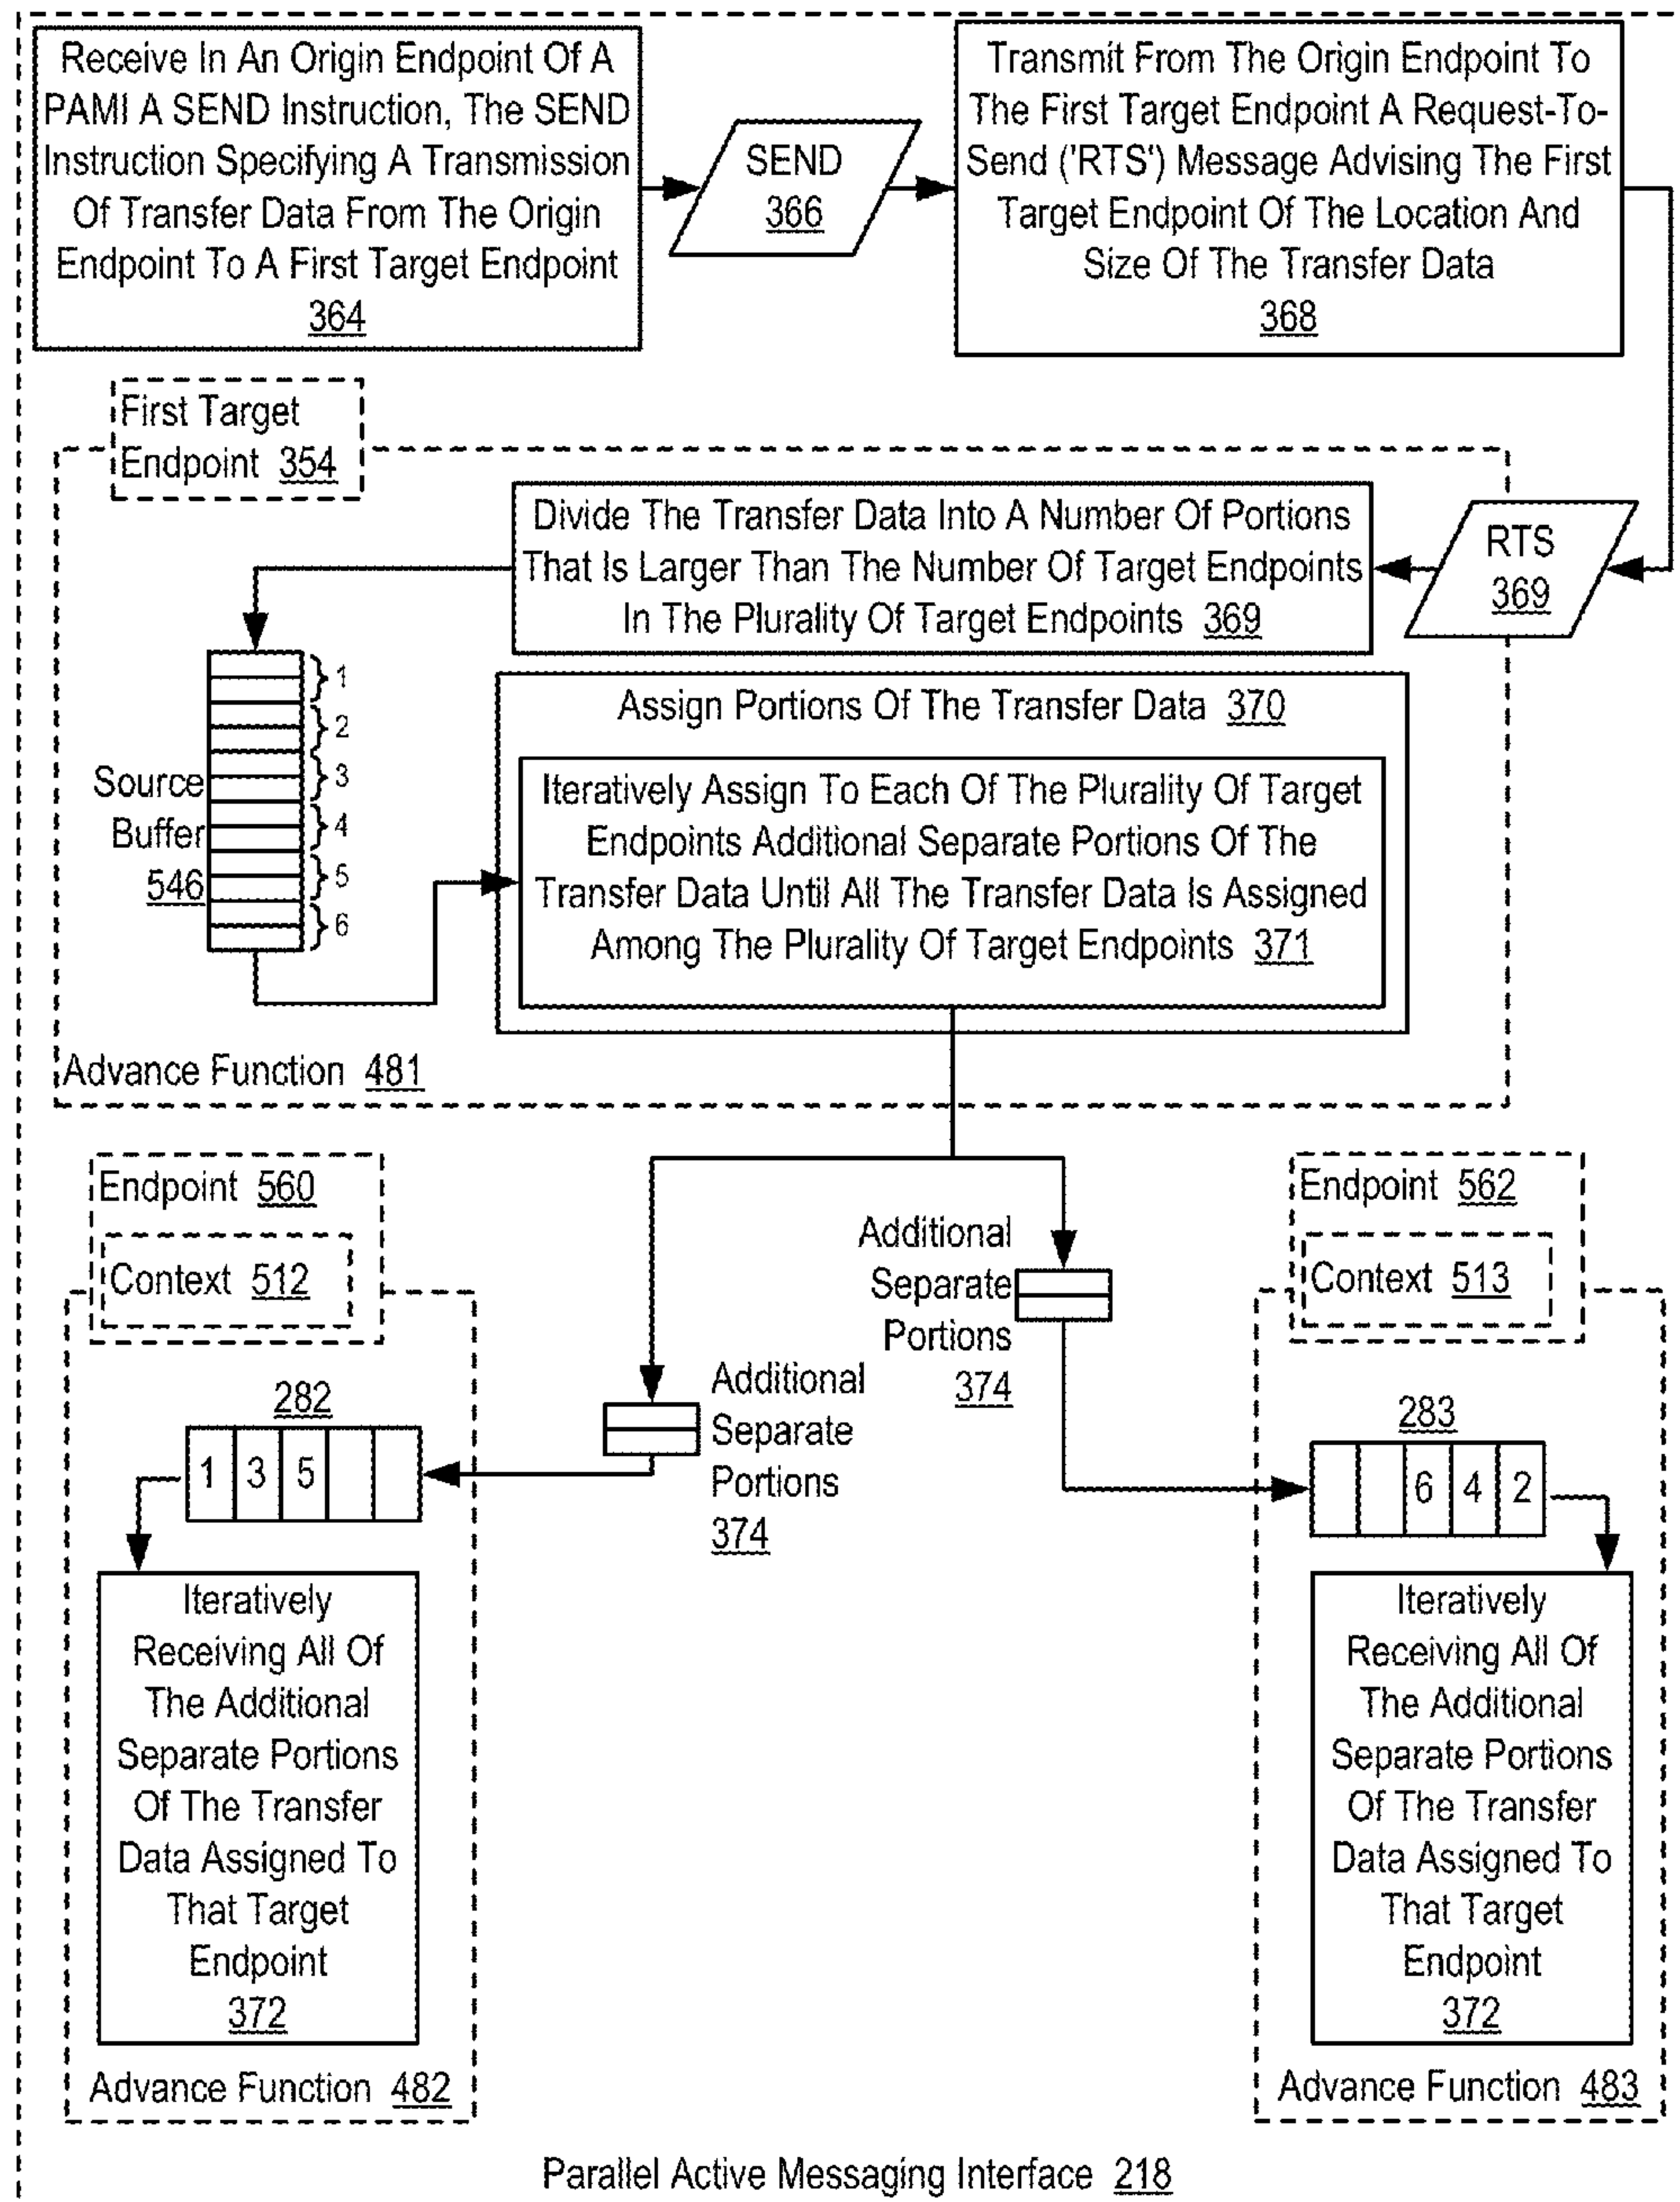 Receive In An Origin Endpoint Of A
PAMI A SEND Instruction, The SEND
Instruction Specifying A Transmission
Of Transfer Data From The Origin
Endpoint To A First Target Endpoint
364
SEND
366
Transmit From The Origin Endpoint To
The First Target Endpoint A Request-To-
Send ('RTS') Message Advising The First
Target Endpoint Of The Location And
Size Of The Transfer Data
368
First Target
Endpoint 354
Divide The Transfer Data Into A Number Of Portions
That Is Larger Than The Number Of Target Endpoints
In The Plurality Of Target Endpoints 369
RTS
369
1
2
3
4
5
6
Source
Buffer
546
Assign Portions Of The Transfer Data 370
Iteratively Assign To Each Of The Plurality Of Target
Endpoints Additional Separate Portions Of The
Transfer Data Until All The Transfer Data Is Assigned
Among The Plurality Of Target Endpoints 371
Advance Function 481
Endpoint 560
Context 512
Additional
Separate
Portions
374
Endpoint 562
Context 513
282
1 3 5
Additional
Separate
Portions
374
283
6 4 2
Iteratively
Receiving All Of
The Additional
Separate Portions
Of The Transfer
Data Assigned To
That Target
Endpoint
372
Advance Function 482
Iteratively
Receiving All Of
The Additional
Separate Portions
Of The Transfer
Data Assigned To
That Target
Endpoint
372
Advance Function 483
Parallel Active Messaging Interface 218